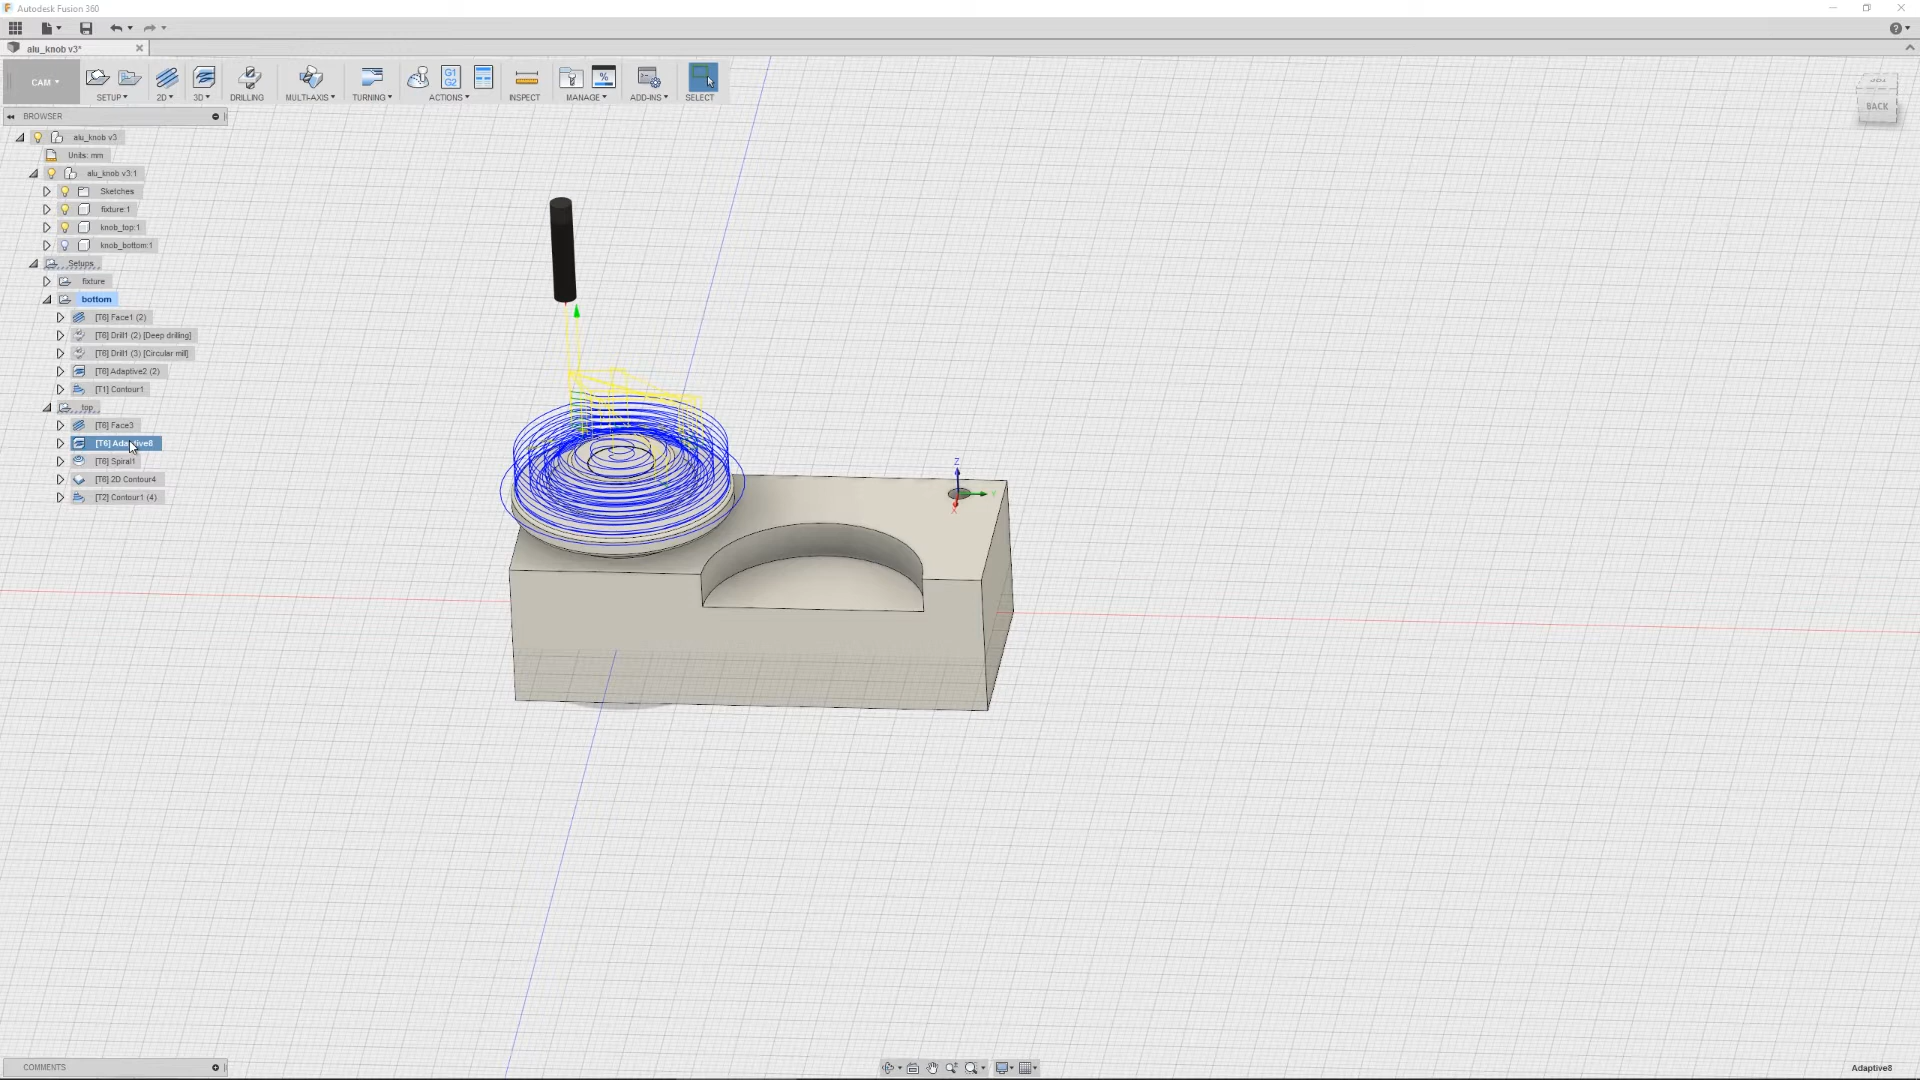 Autodesk Fusion 360
alu_knob v3*
CAM
SETUP
2D
3D
DRILLING
MULTI-AXIS
TURNING
G1
G2
ACTIONS
INSPECT
%
MANAGE
ADD-INS
SELECT
BROWSER
alu_knob v3
Units: mm
alu_knob v3:1
Sketches
fixture:1
knob_top:1
knob_bottom:1
Setups
fixture
bottom
[T6] Face1 (2)
[T6] Drill1 (2) [Deep drilling]
[T6] Drill1 (3) [Circular mill]
[T6] Adaptive2 (2)
[T1] Contour1
top
[T6] Face3
[T6] Adaptive8
[T6] Spiral1
[T6] 2D Contour4
[T2] Contour1 (4)
BACK
Z
X
COMMENTS
Adaptive8